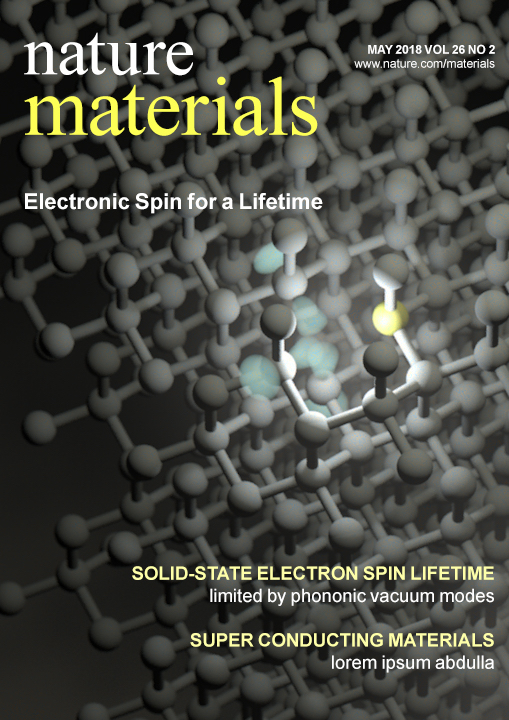 nature
materials
MAY 2018 VOL 26 NO 2
www.nature.com/materials
Electronic Spin for a Lifetime
SOLID-STATE ELECTRON SPIN LIFETIME
limited by phononic vacuum modes
SUPER CONDUCTING MATERIALS
lorem ipsum abdulla